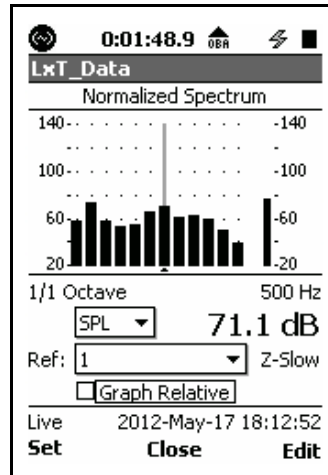 0:01:48.9 OBA
LxT_Data
Normalized Spectrum
140 -140
100 -100
60 -60
20 -20
1/1 Octave 500 Hz
SPL 71.1 dB
Ref: 1 Z-Slow
Graph Relative
Live 2012-May-17 18:12:52
Set Close Edit